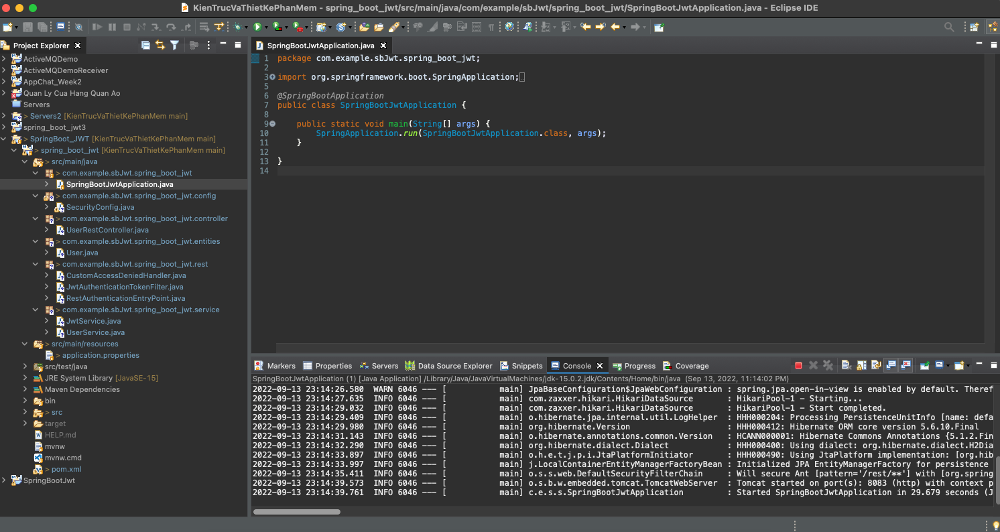 KienTrucVaThietKePhanMem - spring_boot_jwt/src/main/java/com/example/sbJwt/spring_boot_jwt/SpringBootJwtApplication.java - Eclipse IDE
Project Explorer
ActiveMQDemo
ActiveMQDemoReceiver
AppChat_Week2
Quan Ly Cua Hang Quan Ao
Servers
> Servers2 [KienTrucVaThietKePhanMem main]
spring_boot_jwt3
> SpringBoot_JWT [KienTrucVaThietKePhanMem main]
> spring_boot_jwt [KienTrucVaThietKePhanMem main]
> src/main/java
> com.example.sbJwt.spring_boot_jwt
SpringBootJwtApplication.java
> com.example.sbJwt.spring_boot_jwt.config
SecurityConfig.java
> com.example.sbJwt.spring_boot_jwt.controller
UserRestController.java
> com.example.sbJwt.spring_boot_jwt.entities
User.java
> com.example.sbJwt.spring_boot_jwt.rest
CustomAccessDeniedHandler.java
JwtAuthenticationTokenFilter.java
RestAuthenticationEntryPoint.java
> com.example.sbJwt.spring_boot_jwt.service
JwtService.java
UserService.java
> src/main/resources
> application.properties
src/test/java
JRE System Library [JavaSE-15]
Maven Dependencies
bin
> src
target
HELP.md
mvnw
mvnw.cmd
> pom.xml
SpringBootJwt
SpringBootJwtApplication.java
1 package com.example.sbJwt.spring_boot_jwt;
2
3 import org.springframework.boot.SpringApplication;
5
6 @SpringBootApplication
7 public class SpringBootJwtApplication {
8
9 public static void main(String[] args) {
10 SpringApplication.run(SpringBootJwtApplication.class, args);
11 }
12
13 }
14
Markers Properties Servers Data Source Explorer Snippets Console Progress Coverage
SpringBootJwtApplication (1) [Java Application] /Library/Java/JavaVirtualMachines/jdk-15.0.2.jdk/Contents/Home/bin/java (Sep 13, 2022, 11:14:02 PM)
2022-09-13 23:14:26.580 WARN 6046 --- [ main] JpaBaseConfiguration$JpaWebConfiguration : spring.jpa.open-in-view is enabled by default. Theref
2022-09-13 23:14:27.635 INFO 6046 --- [ main] com.zaxxer.hikari.HikariDataSource : HikariPool-1 - Starting...
2022-09-13 23:14:29.032 INFO 6046 --- [ main] com.zaxxer.hikari.HikariDataSource : HikariPool-1 - Start completed.
2022-09-13 23:14:29.409 INFO 6046 --- [ main] o.hibernate.jpa.internal.util.LogHelper : HHH000204: Processing PersistenceUnitInfo [name: defa
2022-09-13 23:14:29.980 INFO 6046 --- [ main] org.hibernate.Version : HHH000412: Hibernate ORM core version 5.6.10.Final
2022-09-13 23:14:31.143 INFO 6046 --- [ main] o.hibernate.annotations.common.Version : HCANN000001: Hibernate Commons Annotations {5.1.2.Fin
2022-09-13 23:14:32.290 INFO 6046 --- [ main] org.hibernate.dialect.Dialect : HHH000400: Using dialect: org.hibernate.dialect.H2Dia
2022-09-13 23:14:33.897 INFO 6046 --- [ main] o.h.e.t.j.p.i.JtaPlatformInitiator : HHH000490: Using JtaPlatform implementation: [org.hib
2022-09-13 23:14:33.997 INFO 6046 --- [ main] j.LocalContainerEntityManagerFactoryBean : Initialized JPA EntityManagerFactory for persistence
2022-09-13 23:14:35.411 INFO 6046 --- [ main] o.s.s.web.DefaultSecurityFilterChain : Will secure Ant [pattern='/rest/**'] with [org.spring
2022-09-13 23:14:39.573 INFO 6046 --- [ main] o.s.b.w.embedded.tomcat.TomcatWebServer : Tomcat started on port(s): 8083 (http) with context p
2022-09-13 23:14:39.761 INFO 6046 --- [ main] c.e.s.s.SpringBootJwtApplication : Started SpringBootJwtApplication in 29.679 seconds (J